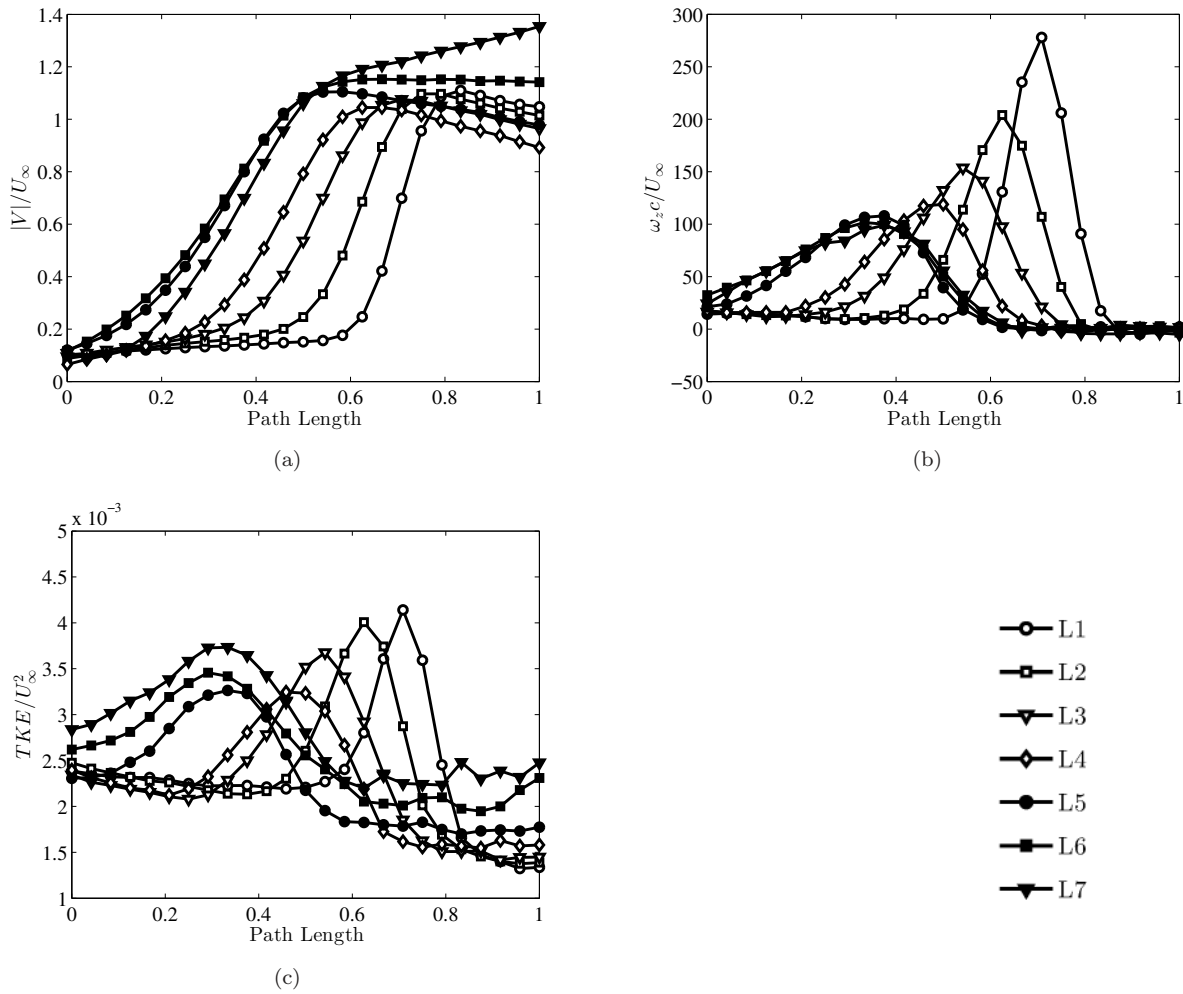 1.4
1.2
1
0.8
0.6
0.4
0.2
0
|V|/U∞
0 0.2 0.4 0.6 0.8 1
Path Length
(a)
300
250
200
150
100
50
0
−50
ω_z c/U∞
0 0.2 0.4 0.6 0.8 1
Path Length
(b)
x 10⁻³
5
4.5
4
3.5
3
2.5
2
1.5
1
TKE/U²∞
0 0.2 0.4 0.6 0.8 1
Path Length
(c)
L1
L2
L3
L4
L5
L6
L7